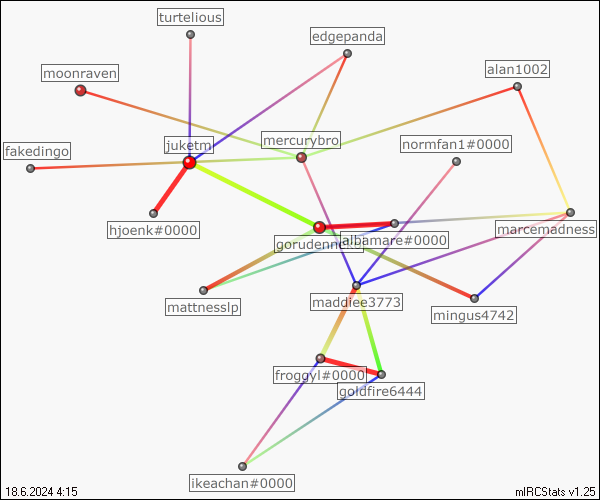 turtelious
edgepanda
moonraven
alan1002
juketm
mercurybro
normfan1#0000
fakedingo
hjoenk#0000
albamare#0000
marcemadness
mattnesslp
maddiee3773
mingus4742
froggyl#0000
goldfire6444
ikeachan#0000
18.6.2024 4:15
mIRCStats v1.25